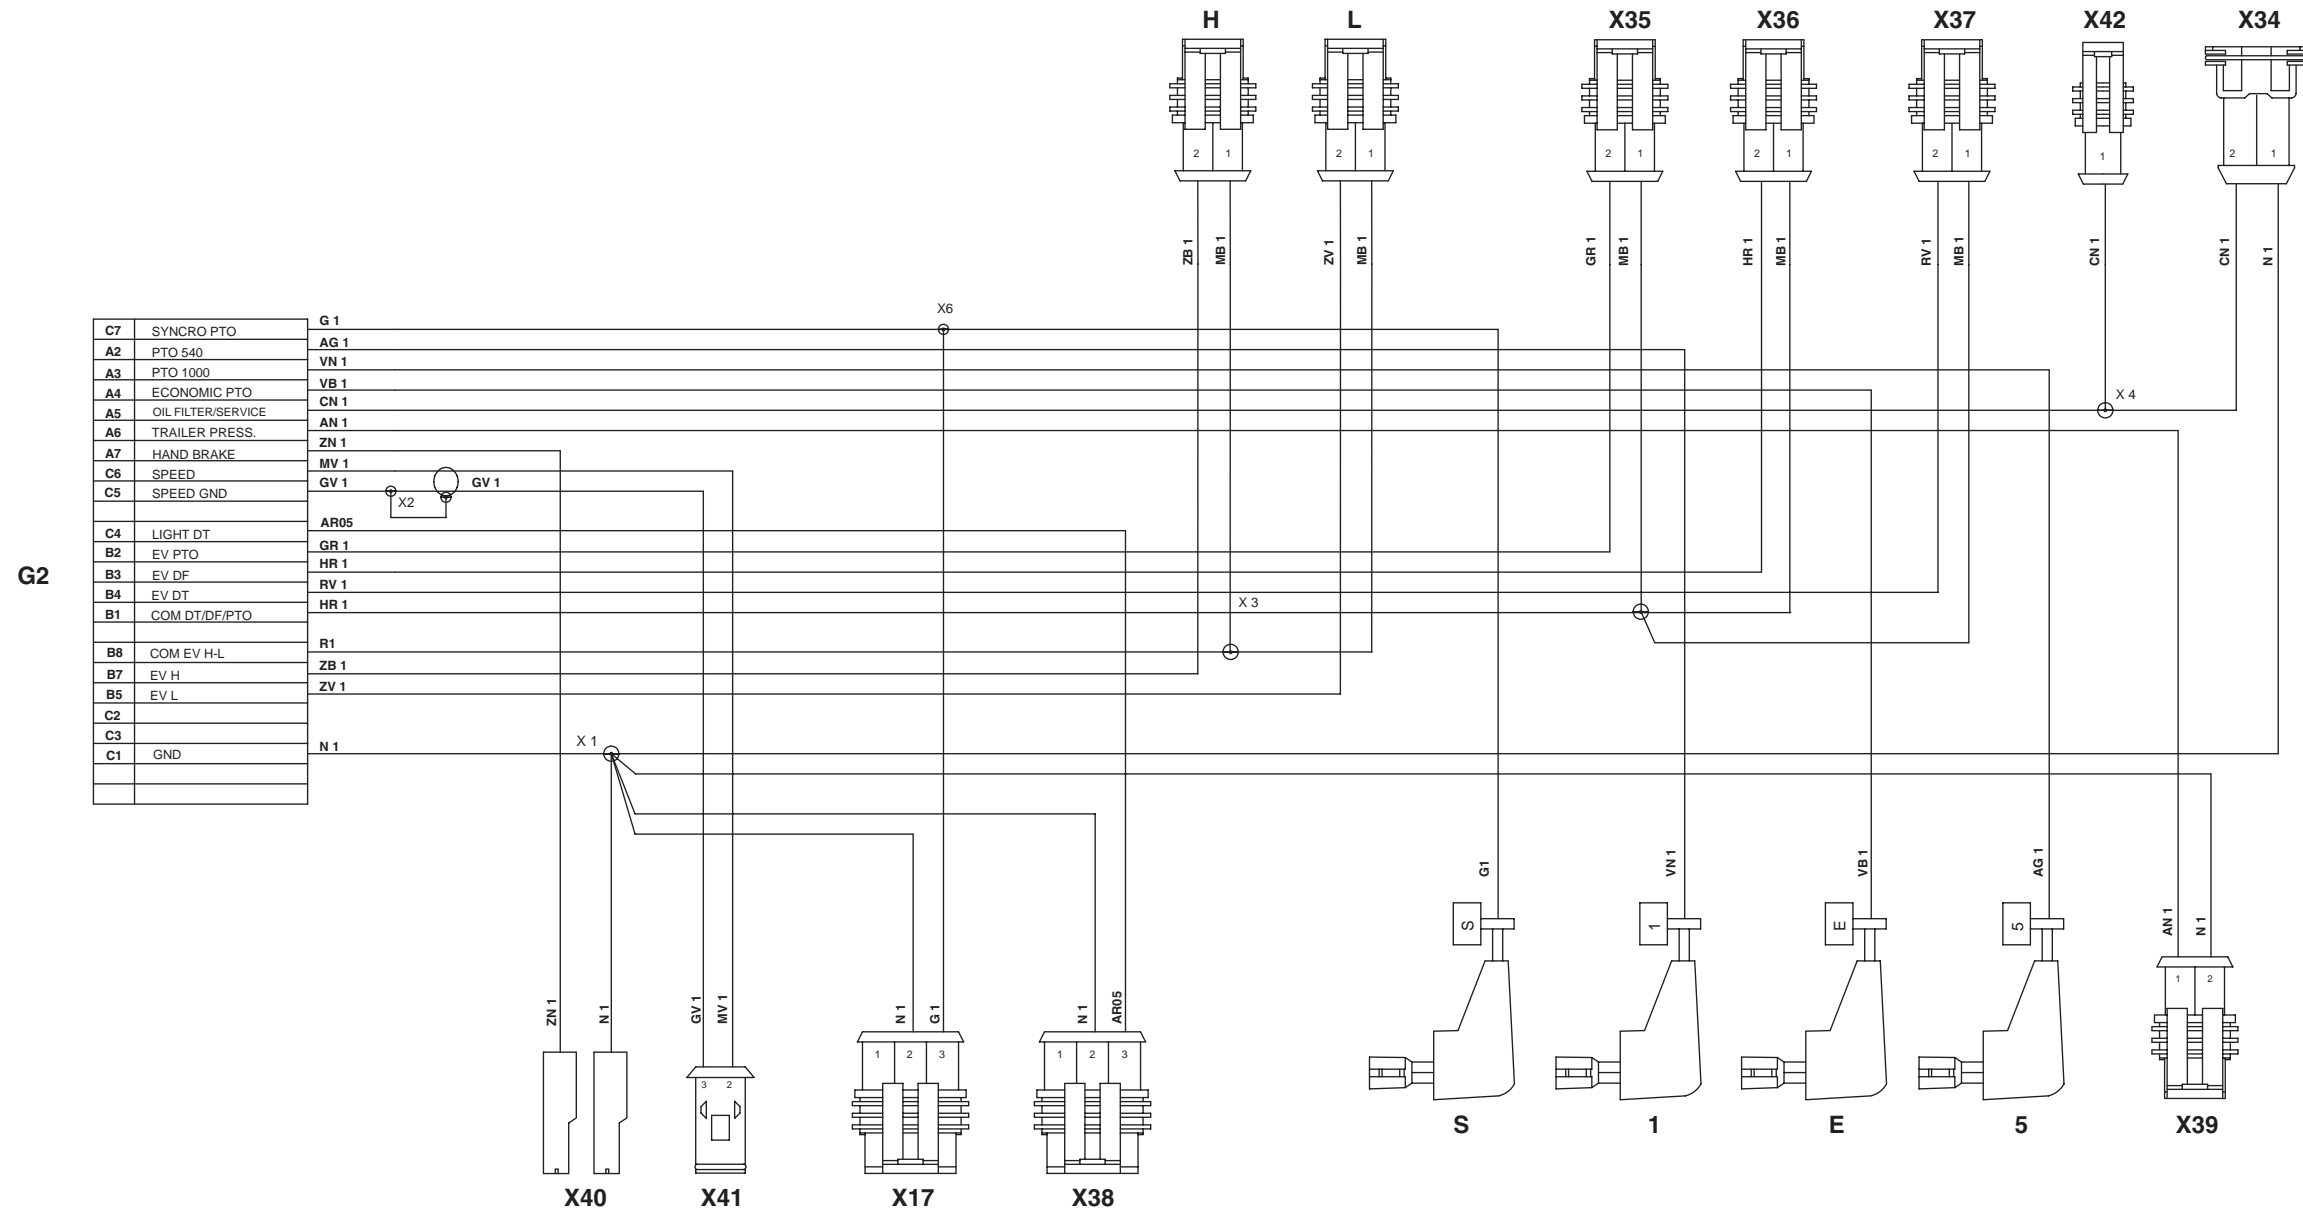 H L X35 X36 X37 X42 X34
2 1 2 1 2 1 2 1 2 1 1 2 1
ZB 1 MB 1 ZV 1 MB 1 GR 1 MB 1 HR 1 MB 1 RV 1 MB 1 CN 1 CN 1 N 1
X6
G2
C7 SYNCRO PTO G 1
A2 PTO 540 AG 1
A3 PTO 1000 VN 1
A4 ECONOMIC PTO VB 1
A5 OIL FILTER/SERVICE CN 1
X 4
A6 TRAILER PRESS. AN 1
A7 HAND BRAKE ZN 1
C6 SPEED MV 1
C5 SPEED GND GV 1 GV 1
X2
C4 LIGHT DT AR05
B2 EV PTO GR 1
B3 EV DF HR 1
B4 EV DT RV 1
B1 COM DT/DF/PTO HR 1
X 3
B8 COM EV H-L R1
B7 EV H ZB 1
B5 EV L ZV 1
C2
C3
C1 GND N 1
X 1
G1 VN 1 VB 1 AG 1
S 1 E 5
AN 1 N 1
ZN 1 N 1 GV 1 MV 1 N 1 G 1 N 1 AR05
1 2
3 2 1 2 3 1 2 3
S 1 E 5 X39
X40 X41 X17 X38